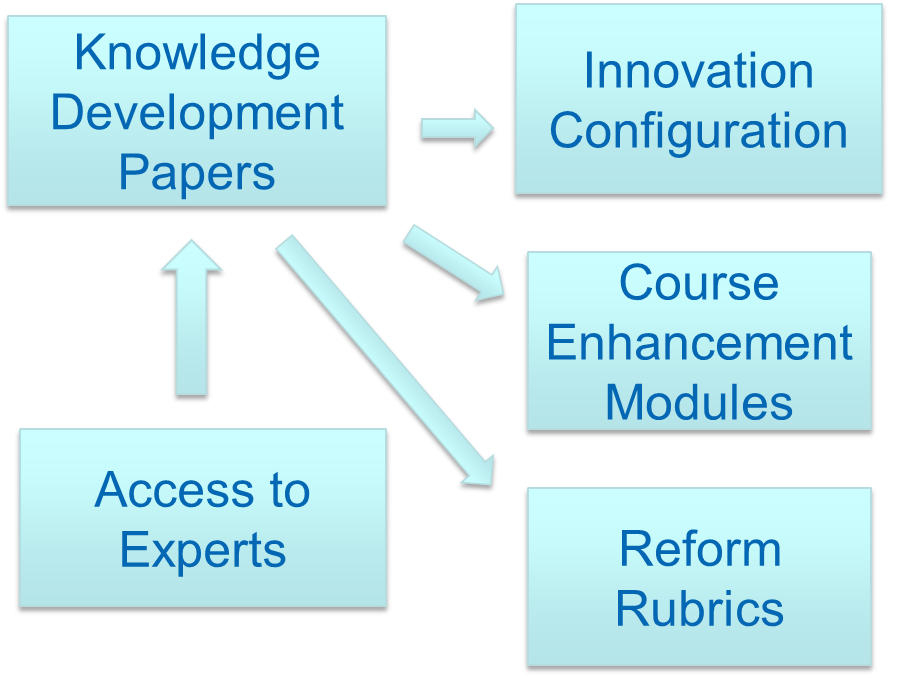 Knowledge
Development
Papers
Innovation
Configuration
Course
Enhancement
Modules
Access to
Experts
Reform
Rubrics